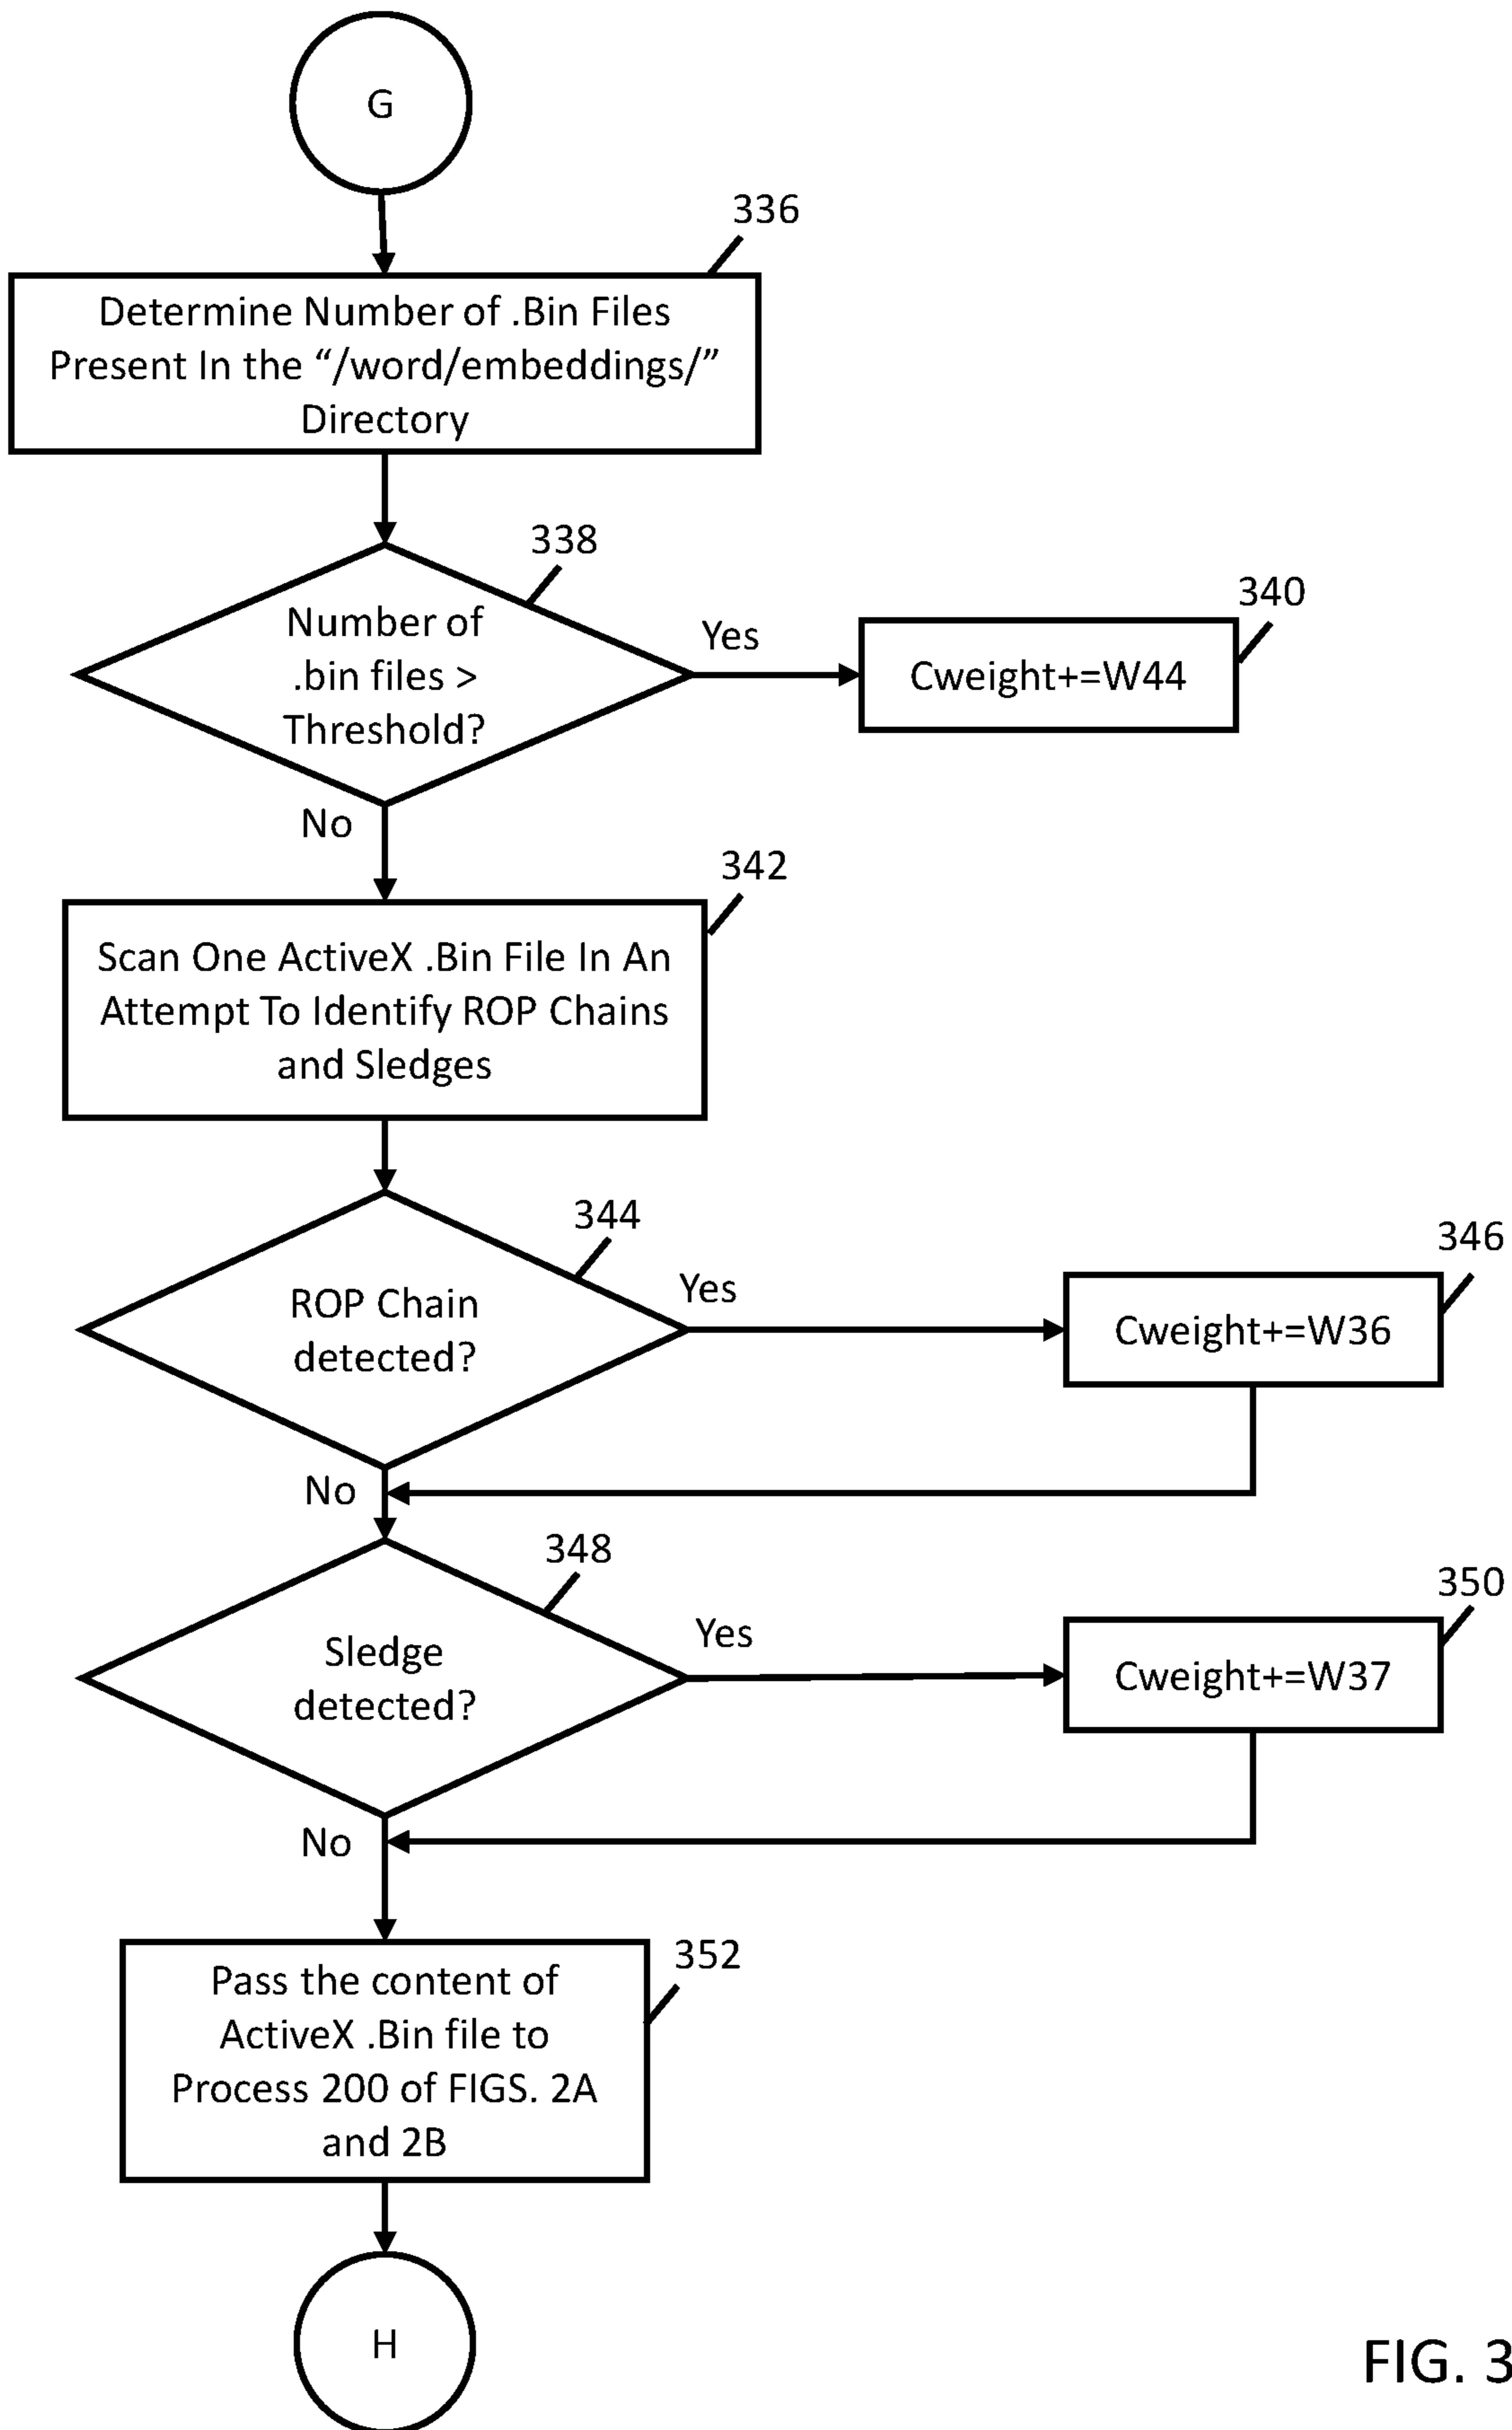 G
336
Determine Number of .Bin Files
Present In the “/word/embeddings/”
Directory
338
Number of
.bin files >
Threshold?
Yes
340
Cweight+=W44
No
342
Scan One ActiveX .Bin File In An
Attempt To Identify ROP Chains
and Sledges
344
ROP Chain
detected?
Yes
346
Cweight+=W36
No
348
Sledge
detected?
Yes
350
Cweight+=W37
No
352
Pass the content of
ActiveX .Bin file to
Process 200 of FIGS. 2A
and 2B
H
FIG. 3